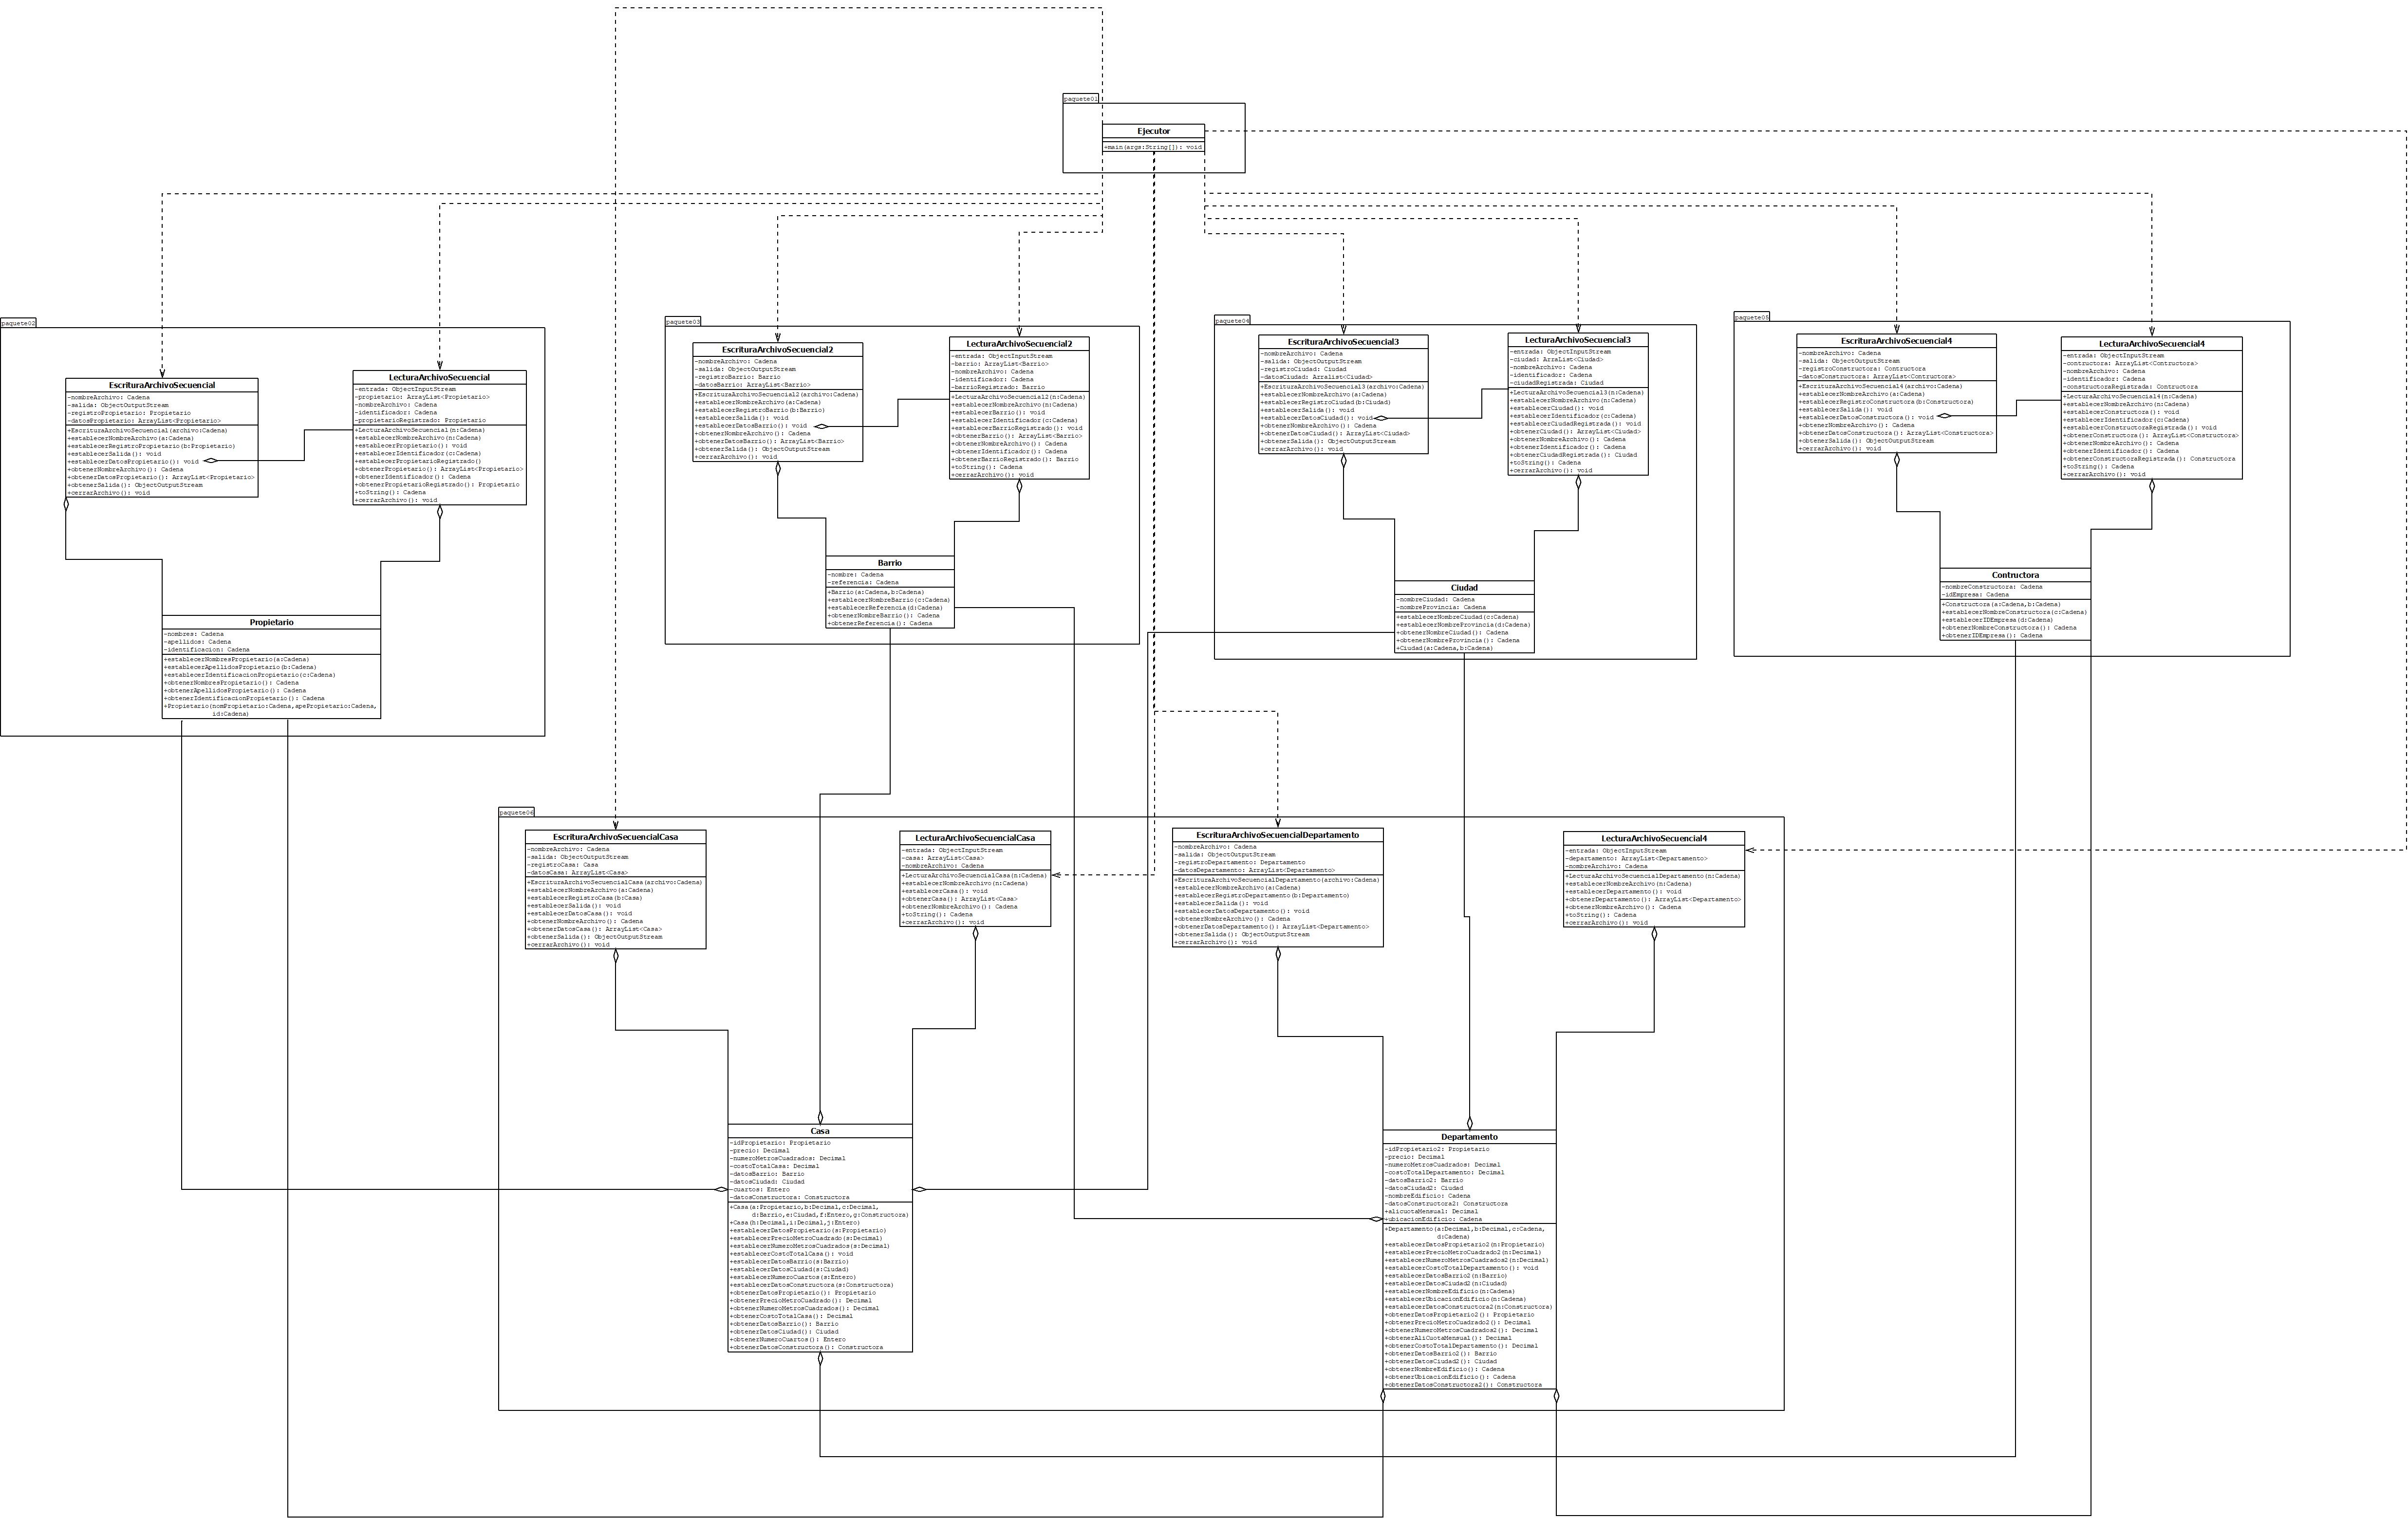 paquete01
Ejecutor
+main(args:String[]): void
paquete02
EscrituraArchivoSecuencial
-nombreArchivo: Cadena
-salida: ObjectOutputStream
-registroPropietario: Propietario
-datosPropietario: ArrayList<Propietario>
+EscrituraArchivoSecuencial(archivo:Cadena)
+establecerNombreArchivo(a:Cadena)
+establecerRegistroPropietario(b:Propietario)
+establecerSalida(): void
+establecerDatosPropietario(): void
+obtenerNombreArchivo(): Cadena
+obtenerDatosPropietario(): ArrayList<Propietario>
+obtenerSalida(): ObjectOutputStream
+cerrarArchivo(): void
LecturaArchivoSecuencial
-entrada: ObjectInputStream
-propietario: ArrayList<Propietario>
-nombreArchivo: Cadena
-identificador: Cadena
-propietarioRegistrado: Propietario
+LecturaArchivoSecuencial(n:Cadena)
+establecerNombreArchivo(n:Cadena)
+establecerPropietario(): void
+establecerIdentificador(c:Cadena)
+establecerPropietarioRegistrado()
+obtenerPropietario(): ArrayList<Propietario>
+obtenerIdentificador(): Cadena
+obtenerPropietarioRegistrado(): Propietario
+toString(): Cadena
+cerrarArchivo(): void
Propietario
-nombres: Cadena
-apellidos: Cadena
-identificacion: Cadena
+establecerNombresPropietario(a:Cadena)
+establecerApellidosPropietario(b:Cadena)
+establecerIdentificacionPropietario(c:Cadena)
+obtenerNombresPropietario(): Cadena
+obtenerApellidosPropietario(): Cadena
+obtenerIdentificacionPropietario(): Cadena
+Propietario(nomPropietario:Cadena,apePropietario:Cadena,
id:Cadena)
paquete03
EscrituraArchivoSecuencial2
-nombreArchivo: Cadena
-salida: ObjectOutputStream
-registroBarrio: Barrio
-datosBarrio: ArrayList<Barrio>
+EscrituraArchivoSecuencial2(archivo:Cadena)
+establecerNombreArchivo(a:Cadena)
+establecerRegistroBarrio(b:Barrio)
+establecerSalida(): void
+establecerDatosBarrio(): void
+obtenerNombreArchivo(): Cadena
+obtenerDatosBarrio(): ArrayList<Barrio>
+obtenerSalida(): ObjectOutputStream
+cerrarArchivo(): void
LecturaArchivoSecuencial2
-entrada: ObjectInputStream
-barrio: ArrayList<Barrio>
-nombreArchivo: Cadena
-identificador: Cadena
-barrioRegistrado: Barrio
+LecturaArchivoSecuencial2(n:Cadena)
+establecerNombreArchivo(n:Cadena)
+establecerBarrio(): void
+establecerIdentificador(c:Cadena)
+establecerBarrioRegistrado(): void
+obtenerBarrio(): ArrayList<Barrio>
+obtenerNombreArchivo(): Cadena
+obtenerIdentificador(): Cadena
+obtenerBarrioRegistrado(): Barrio
+toString(): Cadena
+cerrarArchivo(): void
Barrio
-nombre: Cadena
-referencia: Cadena
+Barrio(a:Cadena,b:Cadena)
+establecerNombreBarrio(c:Cadena)
+establecerReferencia(d:Cadena)
+obtenerNombreBarrio(): Cadena
+obtenerReferencia(): Cadena
paquete04
EscrituraArchivoSecuencial3
-nombreArchivo: Cadena
-salida: ObjectOutputStream
-registroCiudad: Ciudad
-datosCiudad: Arralist<Ciudad>
+EscrituraArchivoSecuencial3(archivo:Cadena)
+establecerNombreArchivo(a:Cadena)
+establecerRegistroCiudad(b:Ciudad)
+establecerSalida(): void
+establecerDatosCiudad(): void
+obtenerNombreArchivo(): Cadena
+obtenerDatosCiudad(): ArrayList<Ciudad>
+obtenerSalida(): ObjectOutputStream
+cerrarArchivo(): void
LecturaArchivoSecuencial3
-entrada: ObjectInputStream
-ciudad: ArraList<Ciudad>
-nombreArchivo: Cadena
-identificador: Cadena
-ciudadRegistrada: Ciudad
+LecturaArchivoSecuencial3(n:Cadena)
+establecerNombreArchivo(n:Cadena)
+establecerCiudad(): void
+establecerIdentificador(c:Cadena)
+establecerCiudadRegistrada(): void
+obtenerCiudad(): ArrayList<Ciudad>
+obtenerNombreArchivo(): Cadena
+obtenerIdentificador(): Cadena
+obtenerCiudadRegistrada(): Ciudad
+toString(): Cadena
+cerrarArchivo(): void
Ciudad
-nombreCiudad: Cadena
-nombreProvincia: Cadena
+establecerNombreCiudad(c:Cadena)
+establecerNombreProvincia(d:Cadena)
+obtenerNombreCiudad(): Cadena
+obtenerNombreProvincia(): Cadena
+Ciudad(a:Cadena,b:Cadena)
paquete05
EscrituraArchivoSecuencial4
-nombreArchivo: Cadena
-salida: ObjectOutputStream
-registroConstructora: Contructora
-datosConstructora: ArrayList<Contructora>
+EscrituraArchivoSecuencial4(archivo:Cadena)
+establecerNombreArchivo(a:Cadena)
+establecerRegistroConstructora(b:Constructora)
+establecerSalida(): void
+establecerDatosConstructora(): void
+obtenerNombreArchivo(): Cadena
+obtenerDatosConstructora(): ArrayList<Constructora>
+obtenerSalida(): ObjectOutputStream
+cerrarArchivo(): void
LecturaArchivoSecuencial4
-entrada: ObjectInputStream
-contructora: ArrayList<Contructora>
-nombreArchivo: Cadena
-identificador: Cadena
-constructoraRegistrada: Contructora
+LecturaArchivoSecuencial4(n:Cadena)
+establecerNombreArchivo(n:Cadena)
+establecerConstructora(): void
+establecerIdentificador(c:Cadena)
+establecerConstructoraRegistrada(): void
+obtenerConstructora(): ArrayList<Constructora>
+obtenerNombreArchivo(): Cadena
+obtenerIdentificador(): Cadena
+obtenerConstructoraRegistrada(): Constructora
+toString(): Cadena
+cerrarArchivo(): void
Contructora
-nombreConstructora: Cadena
-idEmpresa: Cadena
+Constructora(a:Cadena,b:Cadena)
+establecerNombreConstructora(c:Cadena)
+establecerIDEmpresa(d:Cadena)
+obtenerNombreConstructora(): Cadena
+obtenerIDEmpresa(): Cadena
paquete06
EscrituraArchivoSecuencialCasa
-nombreArchivo: Cadena
-salida: ObjectOutputStream
-registroCasa: Casa
-datosCasa: ArrayList<Casa>
+EscrituraArchivoSecuencialCasa(archivo:Cadena)
+establecerNombreArchivo(a:Cadena)
+establecerRegistroCasa(b:Casa)
+establecerSalida(): void
+establecerDatosCasa(): void
+obtenerNombreArchivo(): Cadena
+obtenerDatosCasa(): ArrayList<Casa>
+obtenerSalida(): ObjectOutputStream
+cerrarArchivo(): void
LecturaArchivoSecuencialCasa
-entrada: ObjectInputStream
-casa: ArrayList<Casa>
-nombreArchivo: Cadena
+LecturaArchivoSecuencialCasa(n:Cadena)
+establecerNombreArchivo(n:Cadena)
+establecerCasa(): void
+obtenerCasa(): ArrayList<Casa>
+obtenerNombreArchivo(): Cadena
+toString(): Cadena
+cerrarArchivo(): void
EscrituraArchivoSecuencialDepartamento
-nombreArchivo: Cadena
-salida: ObjectOutputStream
-registroDepartamento: Departamento
-datosDepartamento: ArrayList<Departamento>
+EscrituraArchivoSecuencialDepartamento(archivo:Cadena)
+establecerNombreArchivo(a:Cadena)
+establecerRegistroDepartamento(b:Departamento)
+establecerSalida(): void
+establecerDatosDepartamento(): void
+obtenerNombreArchivo(): Cadena
+obtenerDatosDepartamento(): ArrayList<Departamento>
+obtenerSalida(): ObjectOutputStream
+cerrarArchivo(): void
LecturaArchivoSecuencial4
-entrada: ObjectInputStream
-departamento: ArrayList<Departamento>
-nombreArchivo: Cadena
+LecturaArchivoSecuencialDepartamento(n:Cadena)
+establecerNombreArchivo(n:Cadena)
+establecerDepartamento(): void
+obtenerDepartamento(): ArrayList<Departamento>
+obtenerNombreArchivo(): Cadena
+toString(): Cadena
+cerrarArchivo(): void
Casa
-idPropietario: Propietario
-precio: Decimal
-numeroMetrosCuadrados: Decimal
-costoTotalCasa: Decimal
-datosBarrio: Barrio
-datosCiudad: Ciudad
-cuartos: Entero
-datosConstructora: Constructora
+Casa(a:Propietario,b:Decimal,c:Decimal,
d:Barrio,e:Ciudad,f:Entero,g:Constructora)
+Casa(h:Decimal,i:Decimal,j:Entero)
+establecerDatosPropietario(s:Propietario)
+establecerPrecioMetroCuadrado(s:Decimal)
+establecerNumeroMetrosCuadrados(s:Decimal)
+establecerCostoTotalCasa(): void
+establecerDatosBarrio(s:Barrio)
+establecerDatosCiudad(s:Ciudad)
+establecerNumeroCuartos(s:Entero)
+establecerDatosConstructora(s:Constructora)
+obtenerDatosPropietario(): Propietario
+obtenerPrecioMetroCuadrado(): Decimal
+obtenerNumeroMetrosCuadrados(): Decimal
+obtenerCostoTotalCasa(): Decimal
+obtenerDatosBarrio(): Barrio
+obtenerDatosCiudad(): Ciudad
+obtenerNumeroCuartos(): Entero
+obtenerDatosConstructora(): Constructora
Departamento
-idPropietario2: Propietario
-precio: Decimal
-numeroMetrosCuadrados: Decimal
-costoTotalDepartamento: Decimal
-datosBarrio2: Barrio
-datosCiudad2: Ciudad
-nombreEdificio: Cadena
-datosConstructora2: Constructora
+alicuotaMensual: Decimal
+ubicacionEdificio: Cadena
+Departamento(a:Decimal,b:Decimal,c:Cadena,
d:Cadena)
+establecerDatosPropietario2(n:Propietario)
+establecerPrecioMetroCuadrado2(n:Decimal)
+establecerNumeroMetrosCuadrados2(n:Decimal)
+establecerCostoTotalDepartamento(): void
+establecerDatosBarrio2(n:Barrio)
+establecerDatosCiudad2(n:Ciudad)
+establecerNombreEdificio(n:Cadena)
+establecerUbicacionEdificio(n:Cadena)
+establecerDatosConstructora2(n:Constructora)
+obtenerDatosPropietario2(): Propietario
+obtenerPrecioMetroCuadrado2(): Decimal
+obtenerNumeroMetrosCuadrados2(): Decimal
+obtenerAliCuotaMensual(): Decimal
+obtenerCostoTotalDepartamento(): Decimal
+obtenerDatosBarrio2(): Barrio
+obtenerDatosCiudad2(): Ciudad
+obtenerNombreEdificio(): Cadena
+obtenerUbicacionEdificio(): Cadena
+obtenerDatosConstructora2(): Constructora